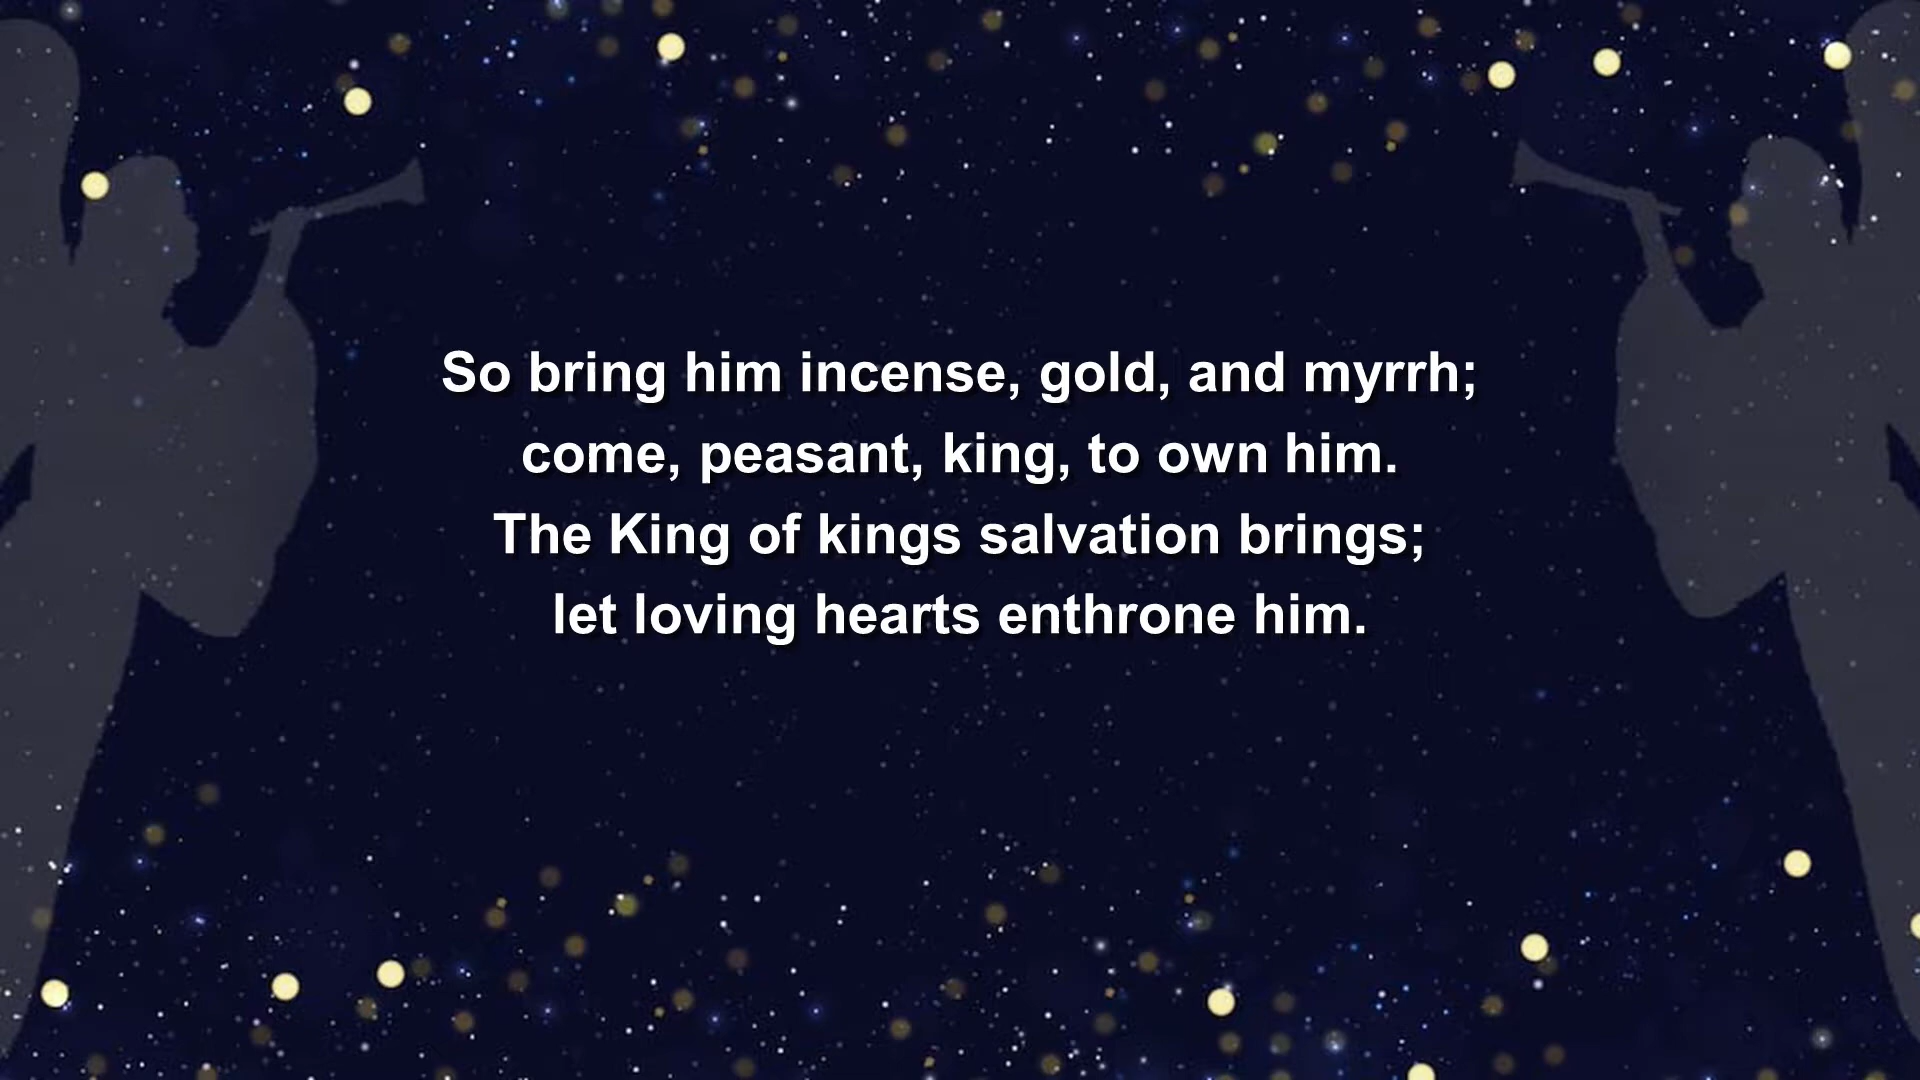 So bring him incense, gold, and myrrh;
come, peasant, king, to own him.
The King of kings salvation brings;
let loving hearts enthrone him.